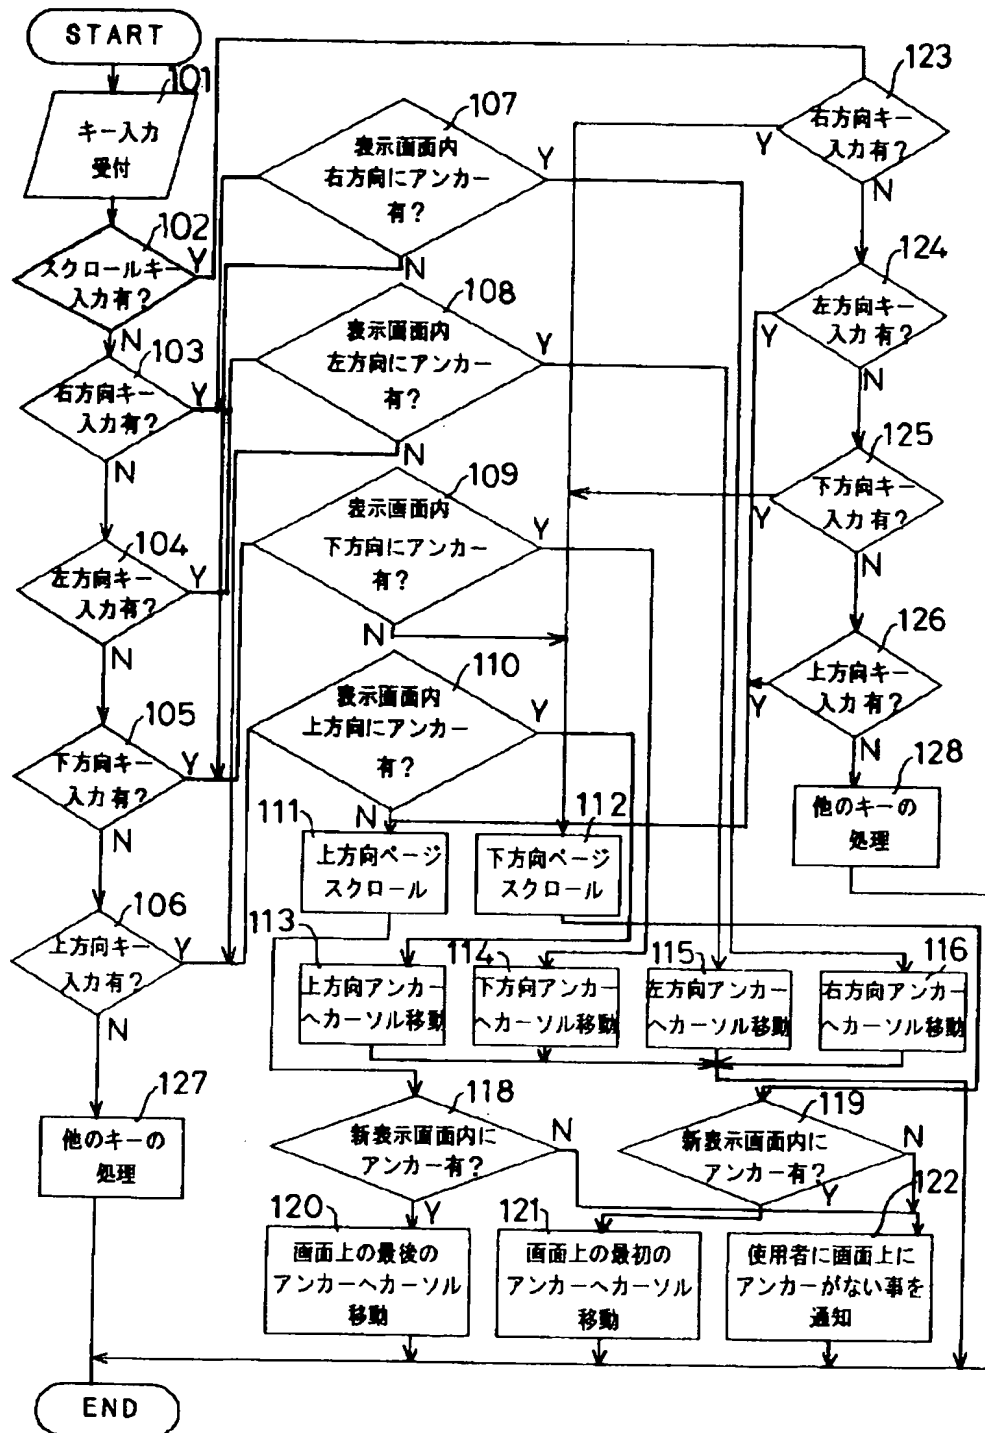 START
101
キー入力
受付
102
スクロールキー
入力有?
Y
N
103
右方向キー
入力有?
Y
N
104
左方向キー
入力有?
Y
N
105
下方向キー
入力有?
Y
N
106
上方向キー
入力有?
Y
N
127
他のキーの
処理
END
107
表示画面内
右方向にアンカー
有?
Y
N
108
表示画面内
左方向にアンカー
有?
Y
N
109
表示画面内
下方向にアンカー
有?
Y
N
110
表示画面内
上方向にアンカー
有?
Y
N
111
上方向ページ
スクロール
112
下方向ページ
スクロール
113
上方向アンカー
へカーソル移動
114
下方向アンカー
へカーソル移動
115
左方向アンカー
へカーソル移動
116
右方向アンカー
へカーソル移動
118
新表示画面内に
アンカー有?
N
Y
119
新表示画面内に
アンカー有?
N
Y
120
画面上の最後の
アンカーへカーソル
移動
121
画面上の最初の
アンカーへカーソル
移動
122
使用者に画面上に
アンカーがない事を
通知
123
右方向キー
入力有?
Y
N
124
左方向キー
入力有?
Y
N
125
下方向キー
入力有?
Y
N
126
上方向キー
入力有?
Y
N
128
他のキーの
処理